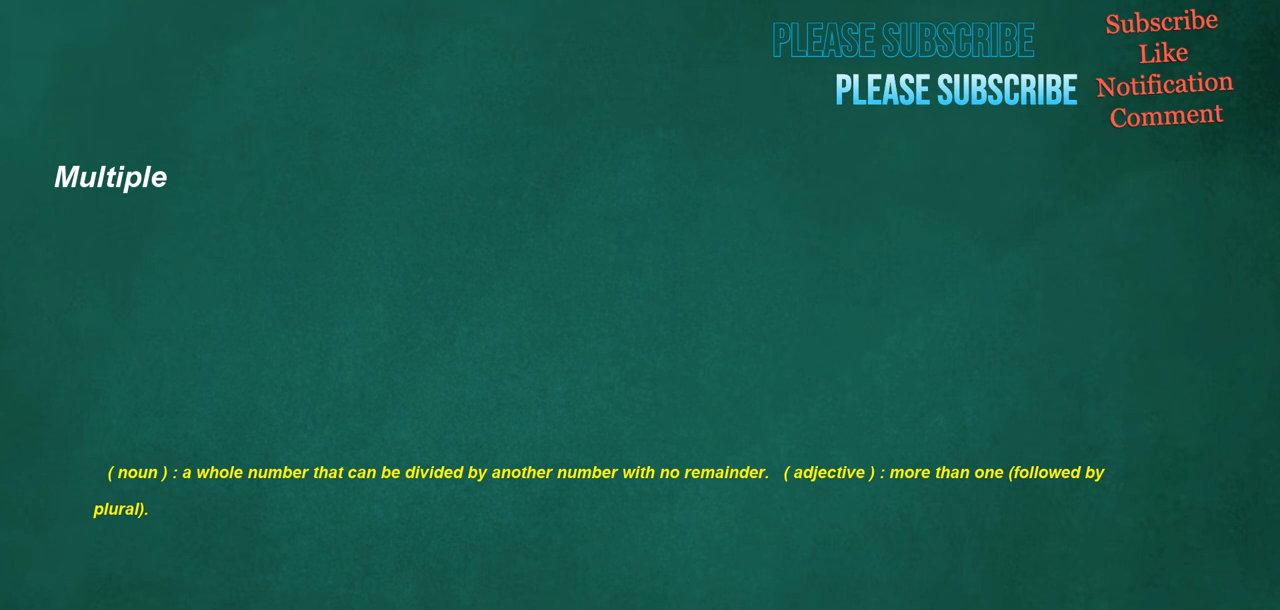 PLEASE SUBSCRIBE
PLEASE SUBSCRIBE
Subscribe
Like
Notification
Comment
Multiple
( noun ) : a whole number that can be divided by another number with no remainder. ( adjective ) : more than one (followed by
plural).